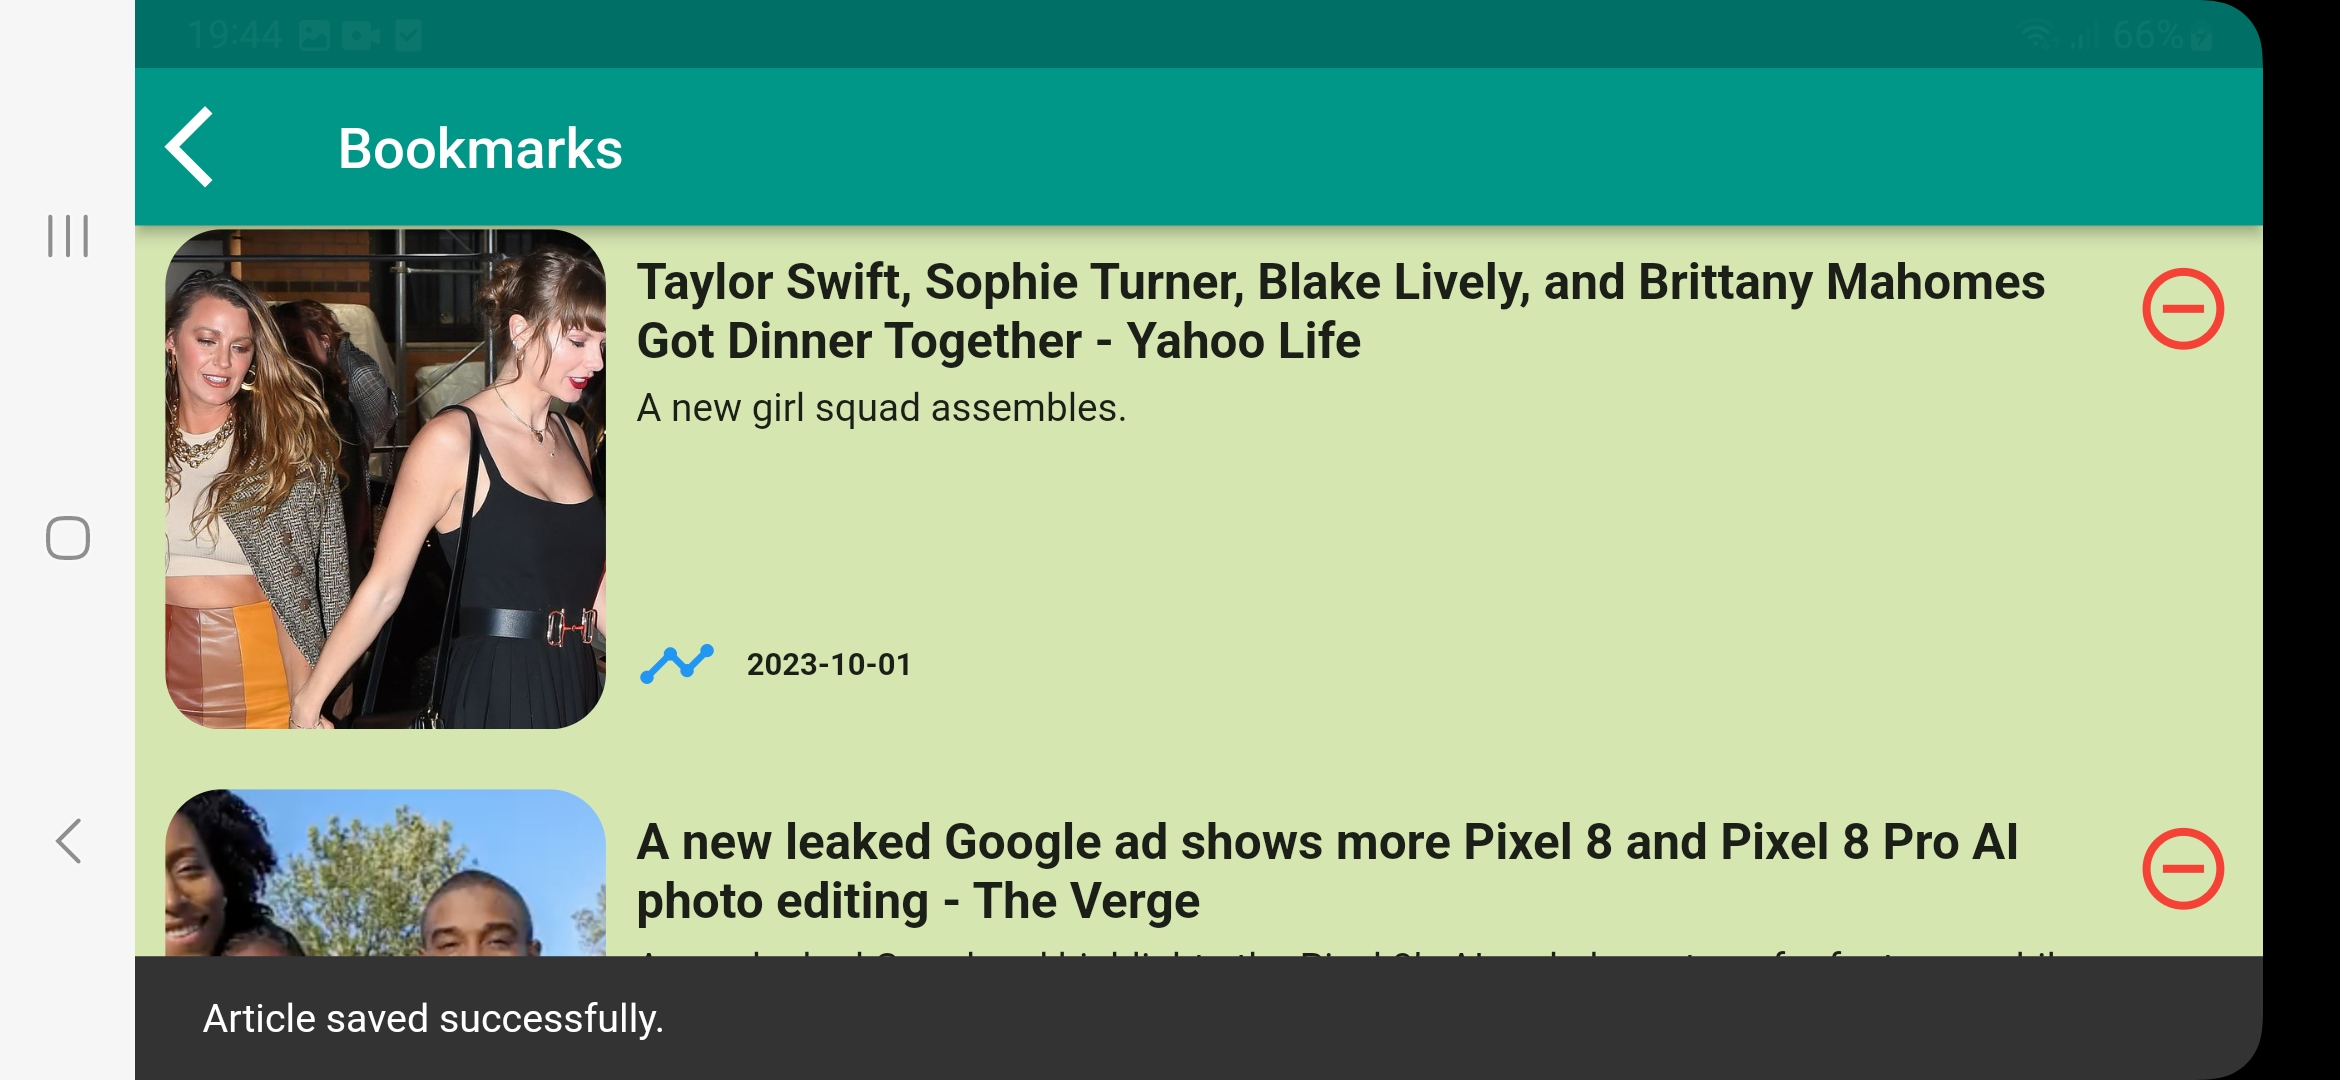 19:44 66%
Bookmarks
Taylor Swift, Sophie Turner, Blake Lively, and Brittany Mahomes
Got Dinner Together - Yahoo Life
A new girl squad assembles.
2023-10-01
A new leaked Google ad shows more Pixel 8 and Pixel 8 Pro AI
photo editing - The Verge
Article saved successfully.